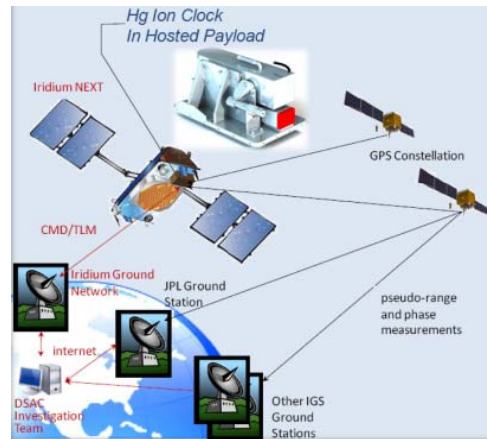 Hg Ion Clock
In Hosted Payload
Iridium NEXT
GPS Constellation
CMD/TLM
Iridium Ground
Network
JPL Ground
Station
pseudo-range
and phase
measurements
internet
DSAC
Investigation
Team
Other IGS
Ground
Stations